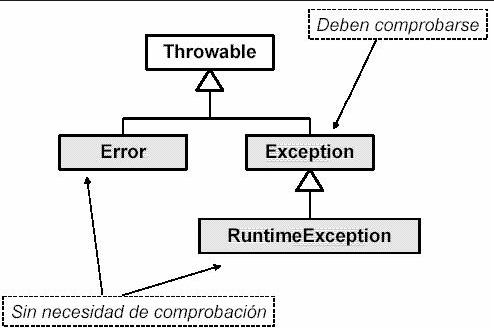 Deben comprobarse
Throwable
Error
Exception
RuntimeException
Sin necesidad de comprobación